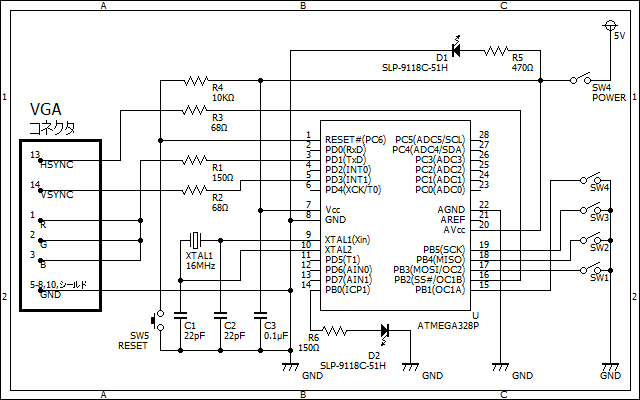 A B C
5V
D1
SLP-9118C-51H
R5
470Ω
SW4
POWER
1 1
R4
10KΩ
R3
68Ω
VGA
コネクタ
13
HSYNC
14
VSYNC
1
R
2
G
3
B
5-8,10,シールド
GND
R1
150Ω
R2
68Ω
XTAL1
16MHz
1 RESET#(PC6) PC5(ADC5/SCL) 28
2 PD0(RxD) PC4(ADC4/SDA) 27
3 PD1(TxD) PC3(ADC3) 26
4 PD2(INT0) PC2(ADC2) 25
5 PD3(INT1) PC1(ADC1) 24
6 PD4(XCK/T0) PC0(ADC0) 23
7 Vcc AGND 22
8 GND AREF 21
AVcc 20
9 XTAL1(Xin)
10 XTAL2 PB5(SCK) 19
11 PD5(T1) PB4(MISO) 18
12 PD6(AIN0) PB3(MOSI/OC2) 17
13 PD7(AIN1) PB2(SS#/OC1B) 16
14 PB0(ICP1) PB1(OC1A) 15
U
ATMEGA328P
SW4
SW3
SW2
SW1
2 2
SW5
RESET
C1
22pF
C2
22pF
C3
0.1μF
R6
150Ω
D2
SLP-9118C-51H
GND
GND
GND
GND
A B C